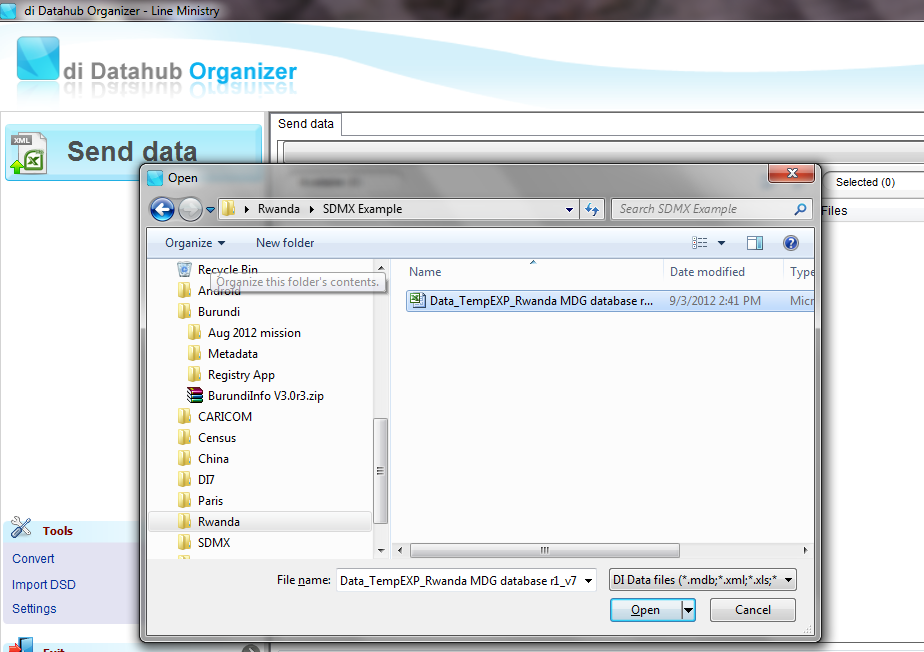 di Datahub Organizer - Line Ministry
di Datahub Organizer
Send data
XML
Send data
Open
Selected (0)
Rwanda SDMX Example
Search SDMX Example
Files
Organize New folder
Recycle Bin
Organize this folder's contents.
Android
Burundi
Aug 2012 mission
Metadata
Registry App
BurundiInfo V3.0r3.zip
CARICOM
Census
China
DI7
Paris
Rwanda
SDMX
Name Date modified Type
Data_TempEXP_Rwanda MDG database r... 9/3/2012 2:41 PM Micr
Tools
Convert
Import DSD
Settings
File name: Data_TempEXP_Rwanda MDG database r1_v7 DI Data files (*.mdb;*.xml;*.xls;*
Open Cancel
Exit